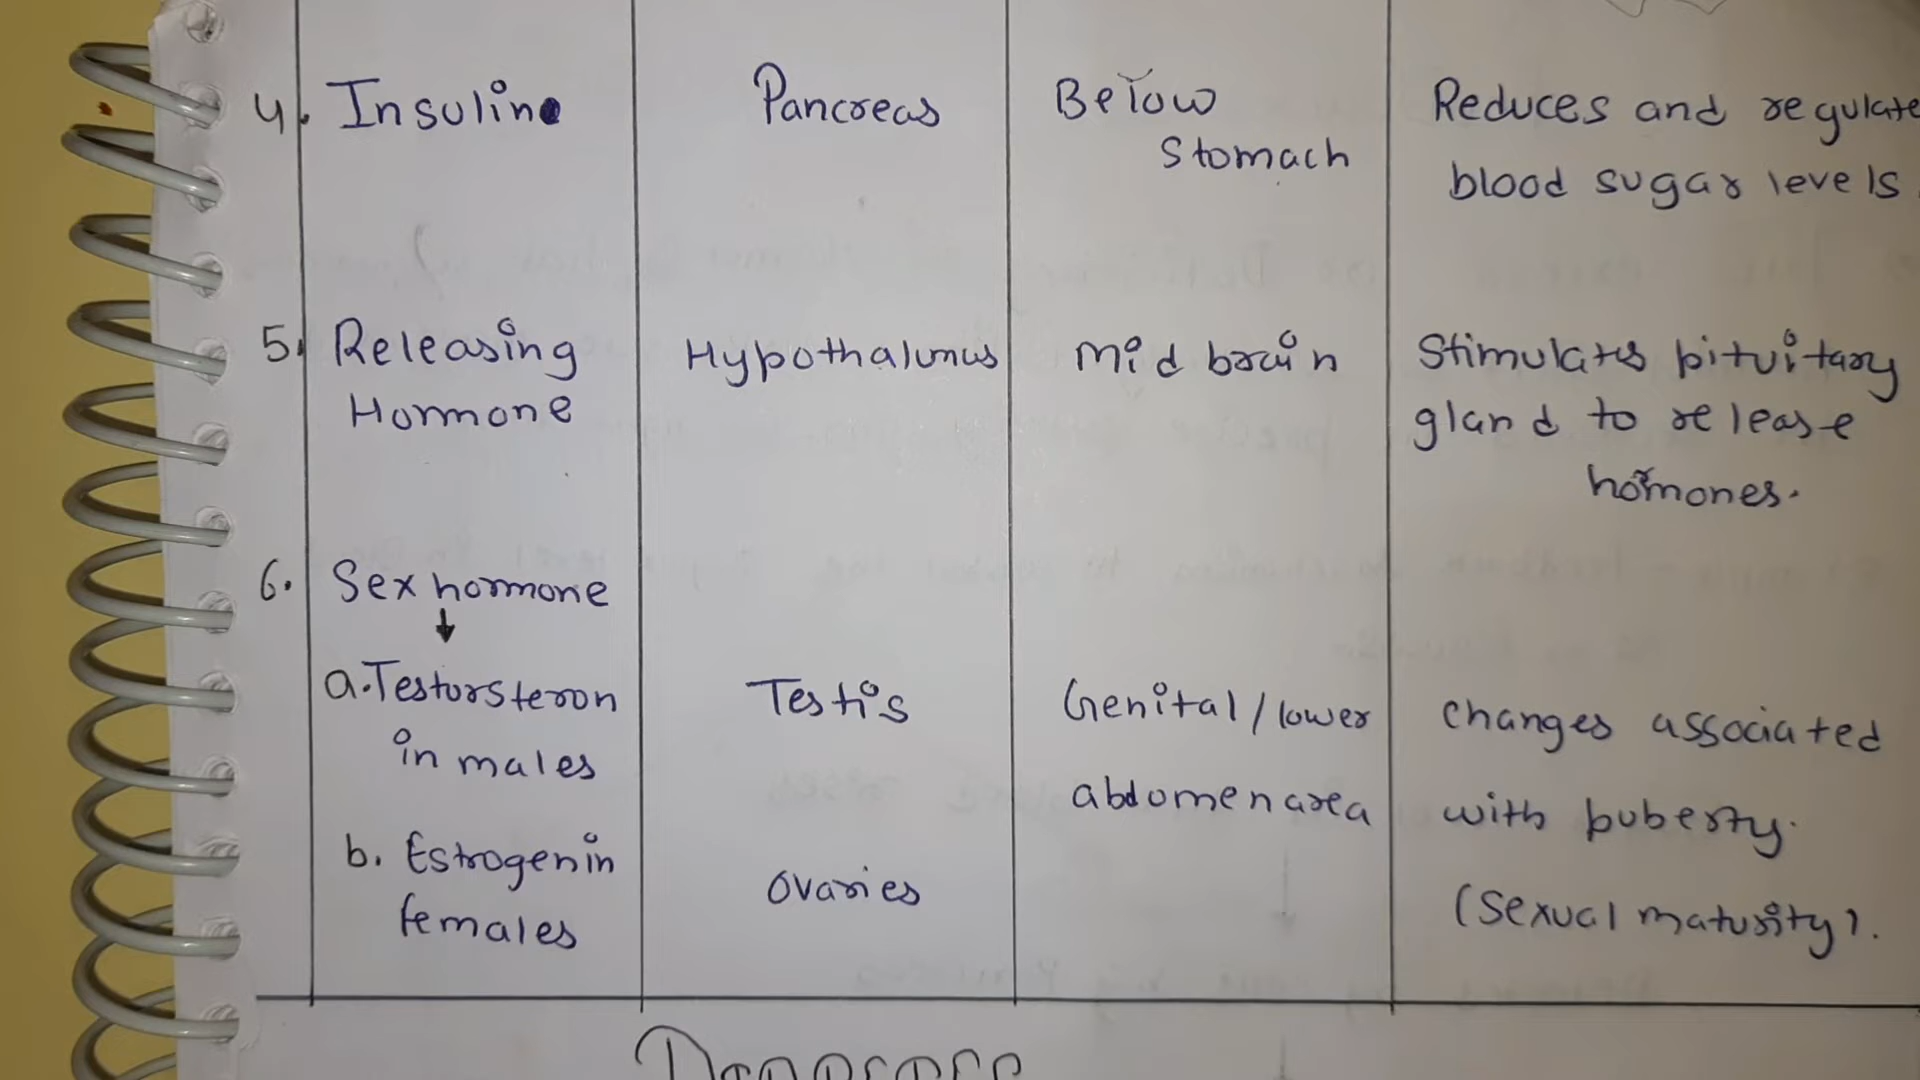 4. Insuline Pancreas Below Reduces and regulate
Stomach blood sugar levels.
5. Releasing Hypothalumus Mid brain Stimulates pituitary
Hormone gland to release
hormones.
6. Sex hormone
a. Testorsteron Testis Genital / lower changes associated
in males abdomen area with puberty.
b. Estrogen in Ovaries (Sexual maturity).
females